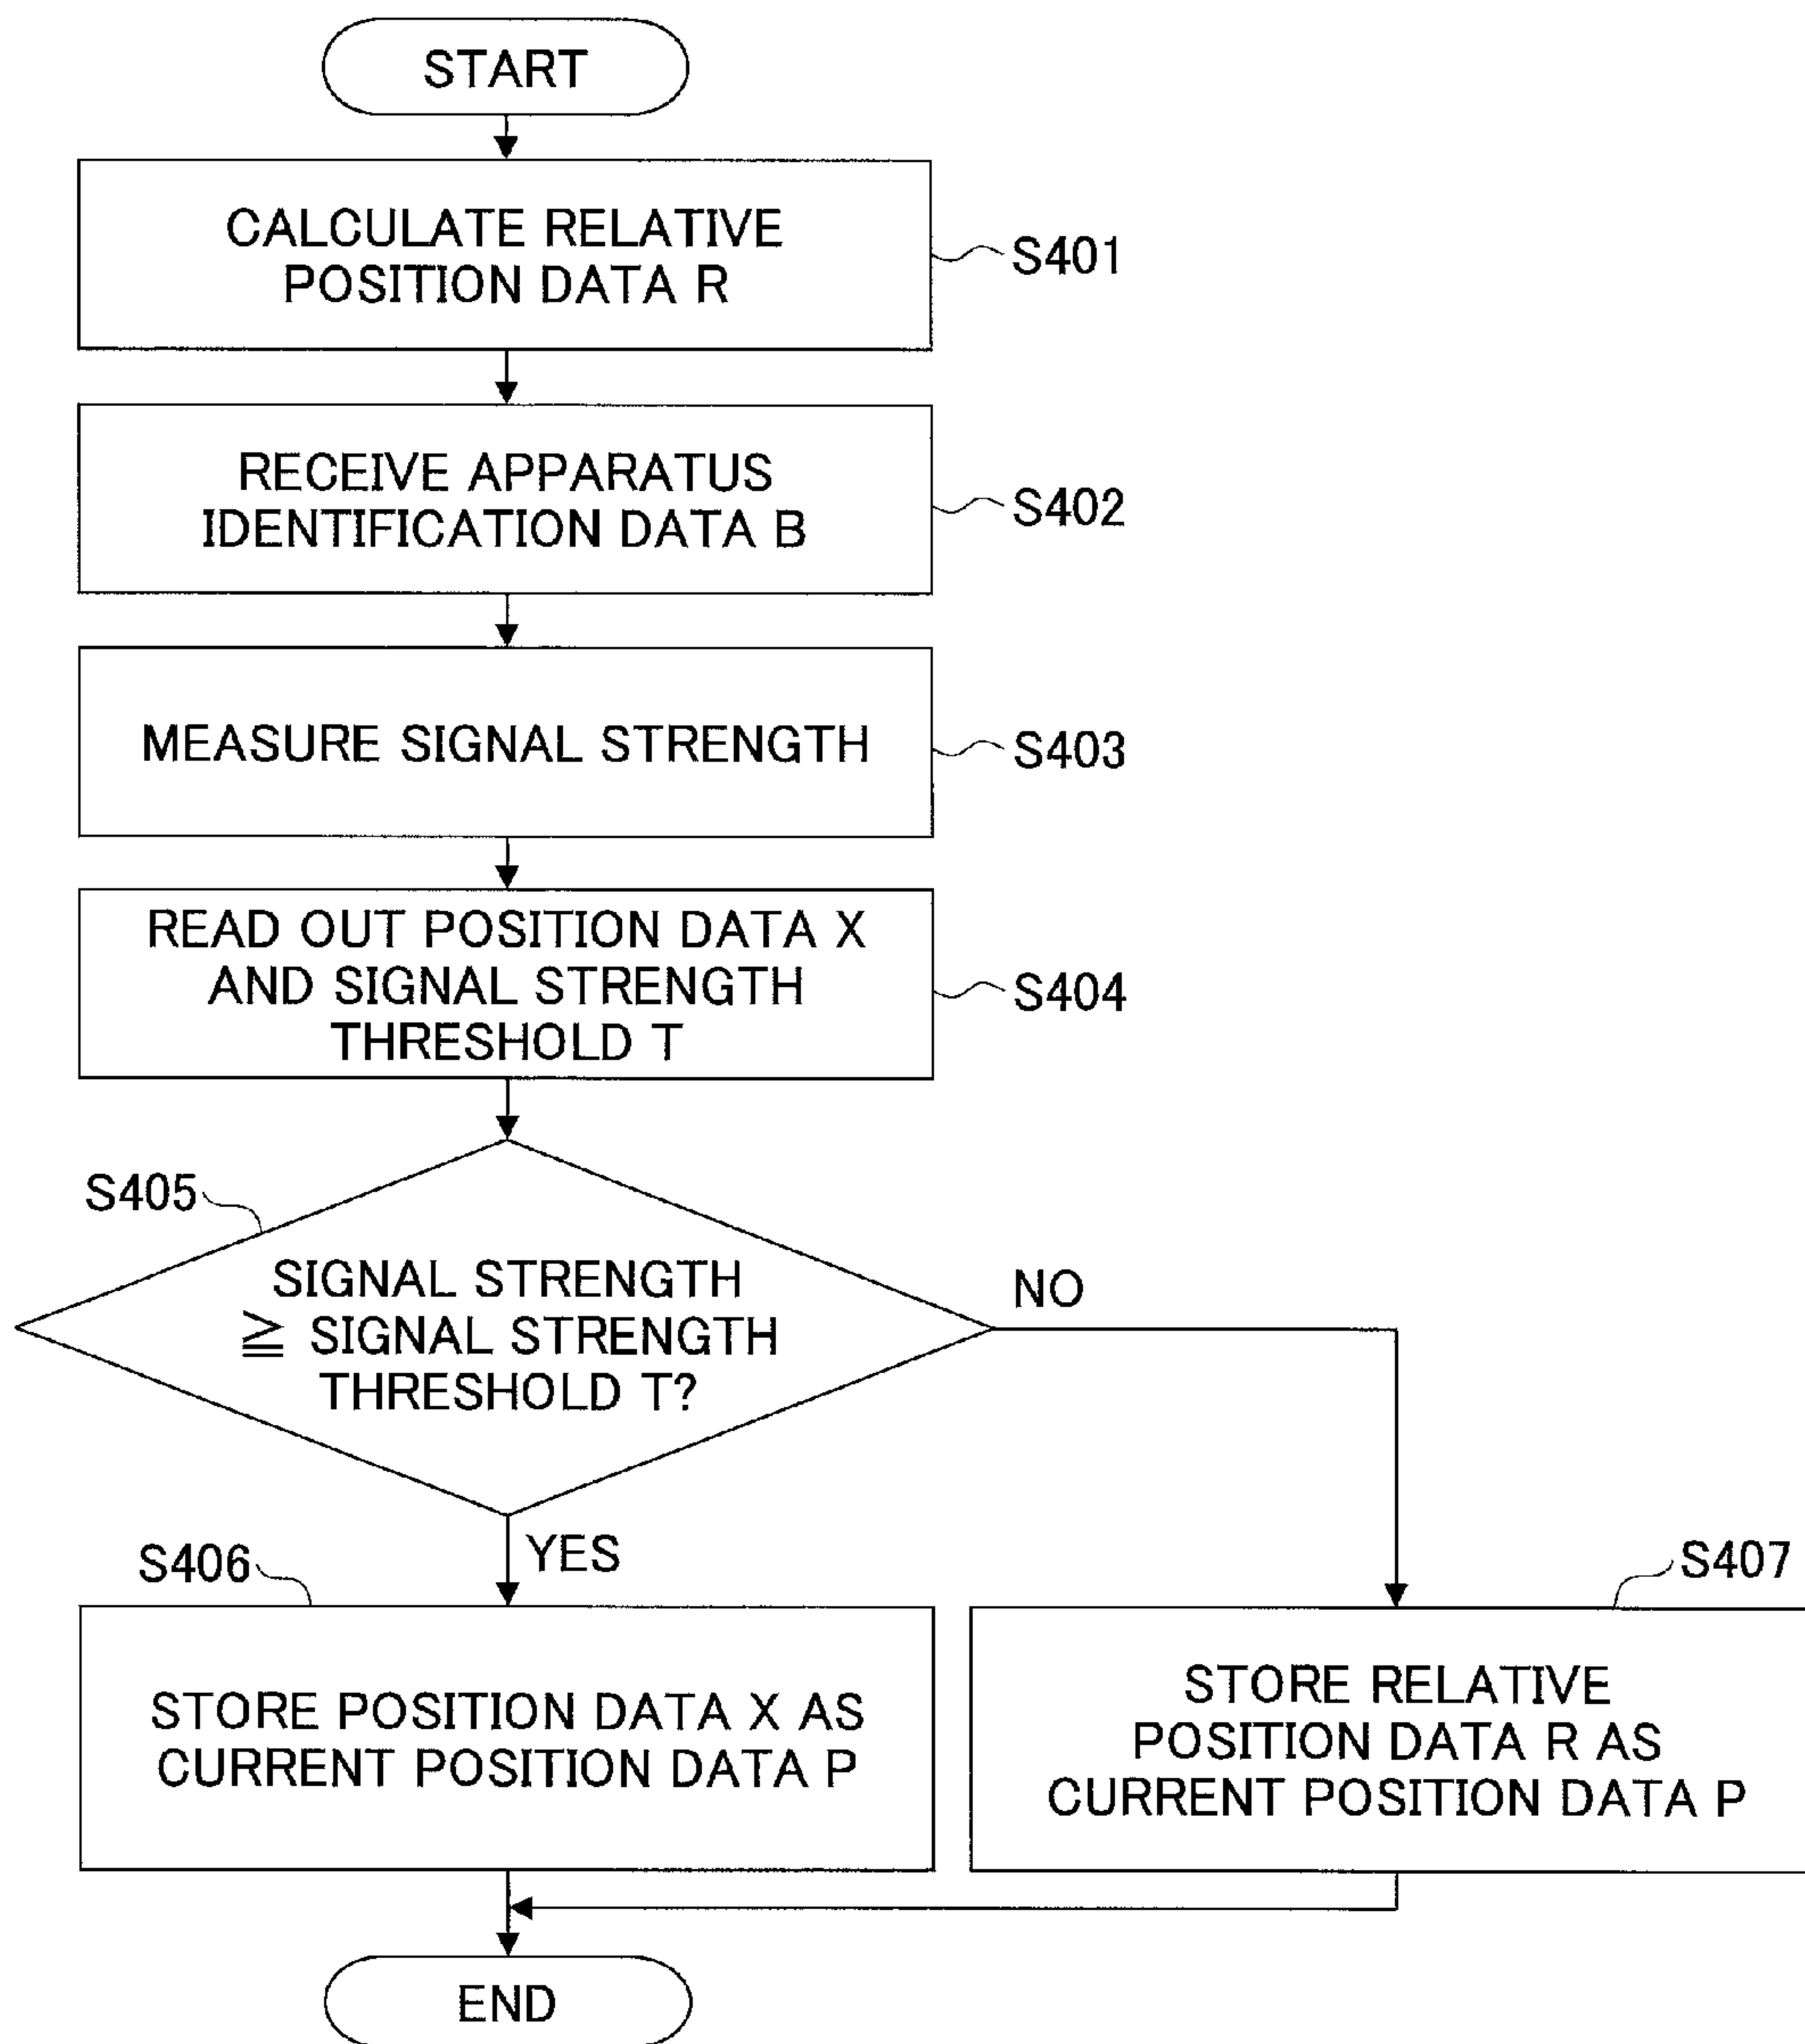 START
CALCULATE RELATIVE
POSITION DATA R
S401
RECEIVE APPARATUS
IDENTIFICATION DATA B
S402
MEASURE SIGNAL STRENGTH
S403
READ OUT POSITION DATA X
AND SIGNAL STRENGTH
THRESHOLD T
S404
S405
SIGNAL STRENGTH
≧ SIGNAL STRENGTH
THRESHOLD T?
NO
YES
S406
STORE POSITION DATA X AS
CURRENT POSITION DATA P
S407
STORE RELATIVE
POSITION DATA R AS
CURRENT POSITION DATA P
END